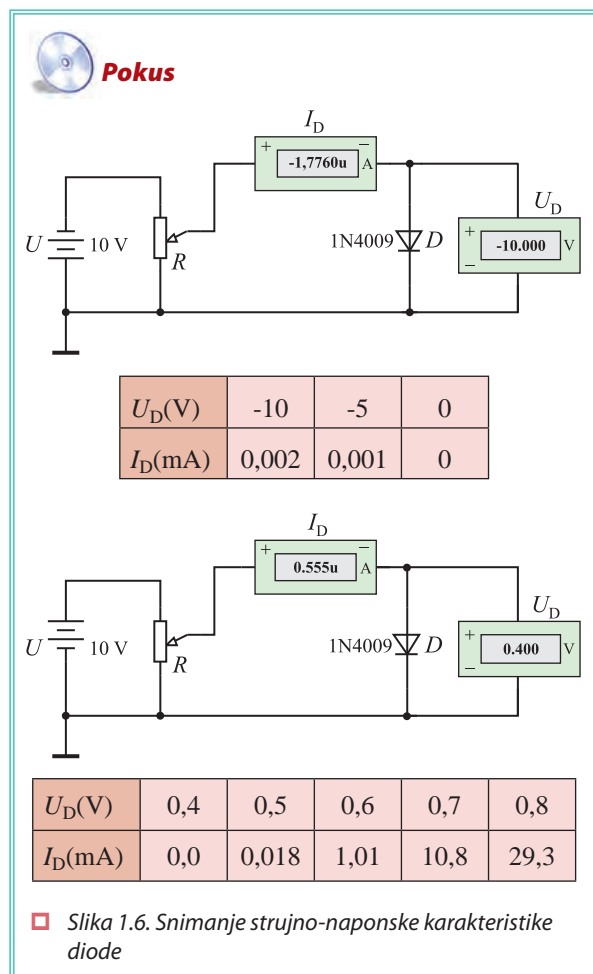 Pokus
I_D
+ -1,7760u − A
U_D
U 10 V R 1N4009 D + -10.000 V −
U_D(V) -10 -5 0
I_D(mA) 0,002 0,001 0
I_D
+ 0.555u − A
U_D
U 10 V R 1N4009 D + 0.400 V −
U_D(V) 0,4 0,5 0,6 0,7 0,8
I_D(mA) 0,0 0,018 1,01 10,8 29,3
Slika 1.6. Snimanje strujno-naponske karakteristike
diode